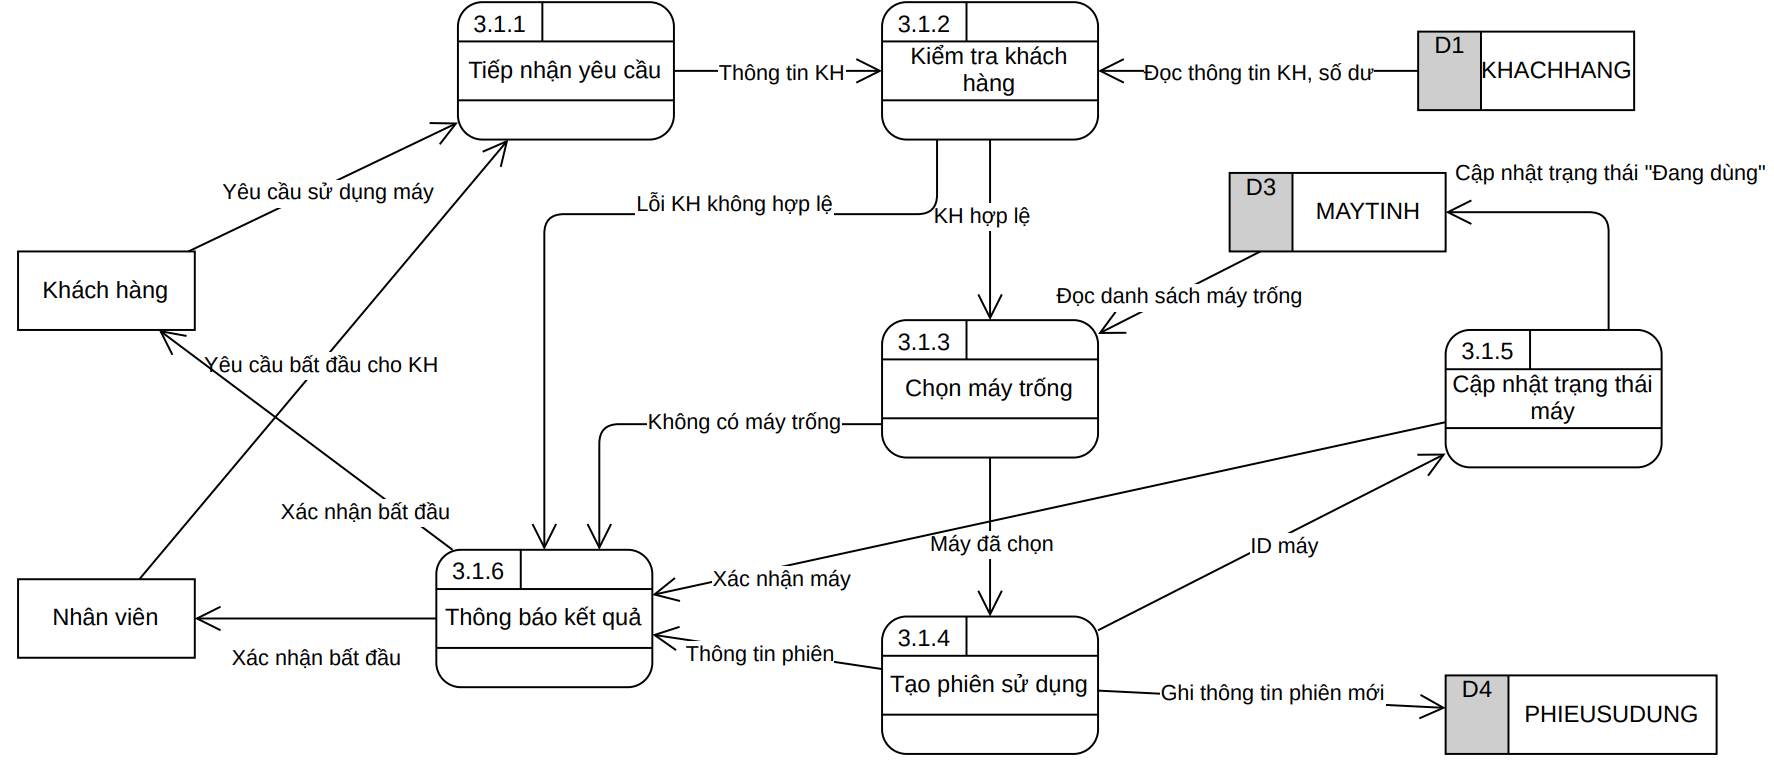 3.1.1
Tiếp nhận yêu cầu
Thông tin KH
3.1.2
Kiểm tra khách
hàng
Đọc thông tin KH, số dư
D1
KHACHHANG
Yêu cầu sử dụng máy
Lỗi KH không hợp lệ
KH hợp lệ
D3
MAYTINH
Cập nhật trạng thái "Đang dùng"
Khách hàng
Đọc danh sách máy trống
3.1.3
Chọn máy trống
3.1.5
Cập nhật trạng thái
máy
Yêu cầu bắt đầu cho KH
Không có máy trống
Xác nhận bắt đầu
Máy đã chọn
ID máy
3.1.6
Thông báo kết quả
Xác nhận máy
Nhân viên
Xác nhận bắt đầu
Thông tin phiên
3.1.4
Tạo phiên sử dụng
Ghi thông tin phiên mới
D4
PHIEUSUDUNG